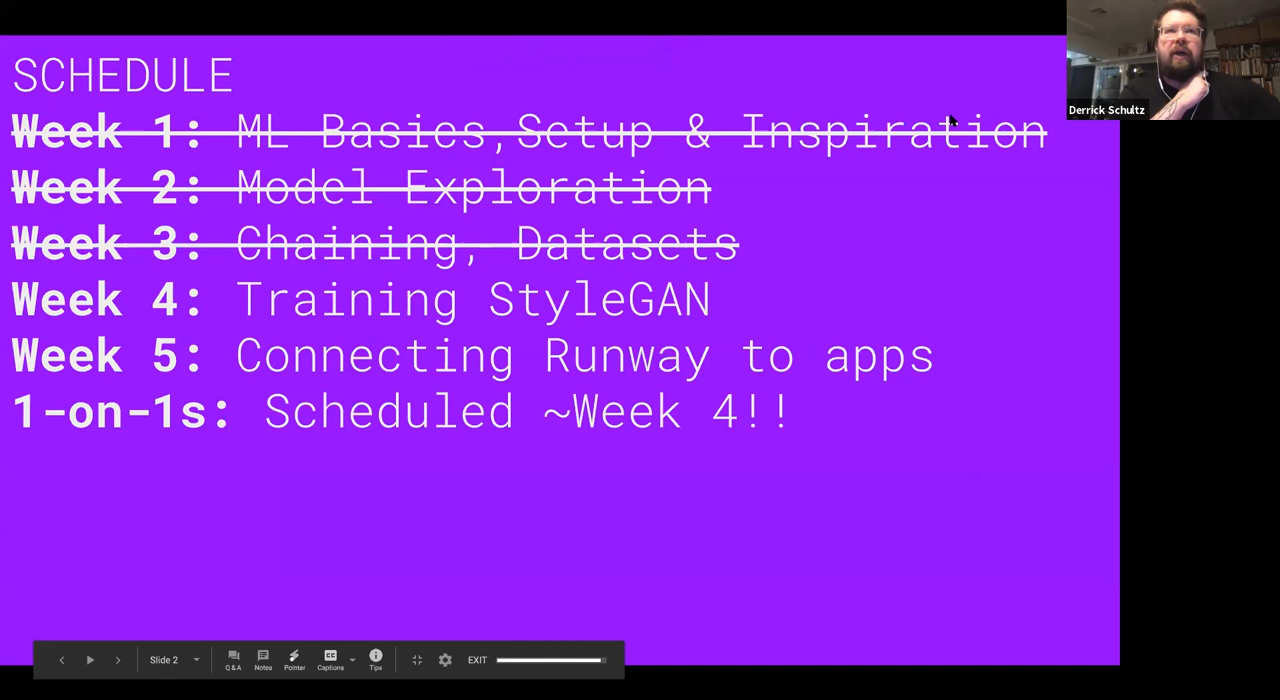 SCHEDULE
Week 1: ML Basics,Setup & Inspiration
Week 2: Model Exploration
Week 3: Chaining, Datasets
Week 4: Training StyleGAN
Week 5: Connecting Runway to apps
1-on-1s: Scheduled ~Week 4!!
Derrick Schultz
Slide 2 Q&A Notes Pointer Captions Tips EXIT